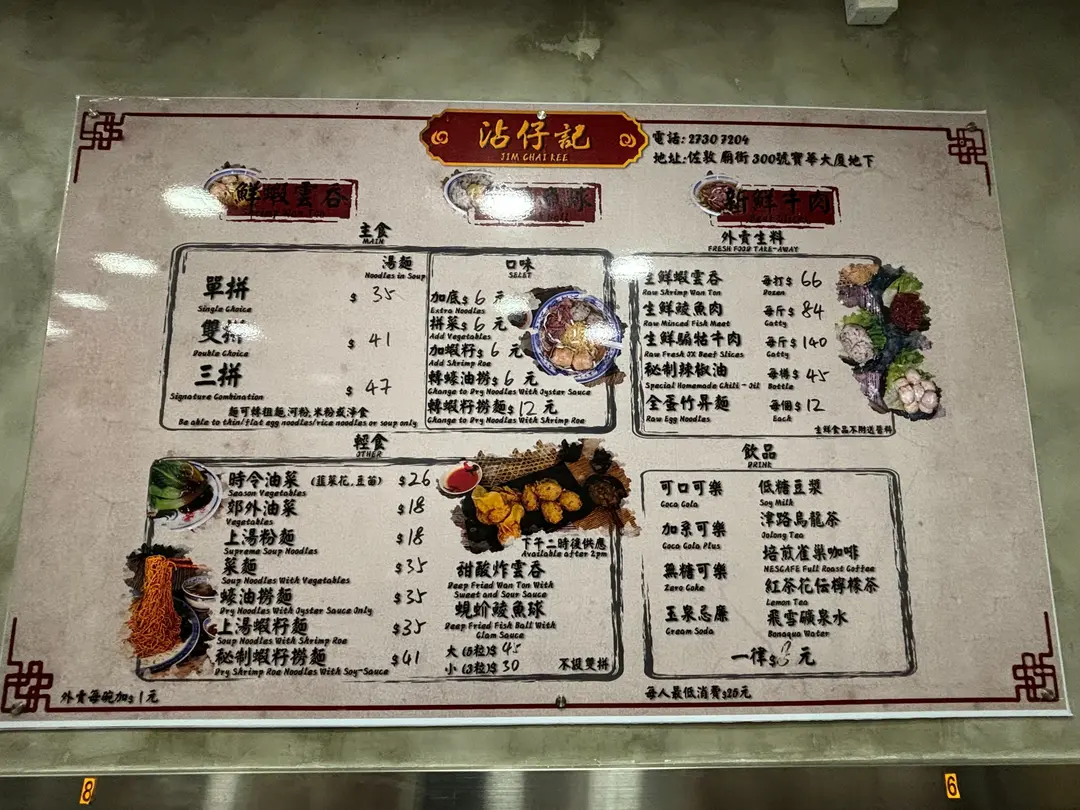 沾仔記
JIM CHAI KEE
電話: 2730 7204
地址: 佐敦 廟街 300號寶華大廈地下
鮮蝦雲吞
魚球
新鮮牛肉
主食
MAIN
湯麵
Noodles in Soup
單拼
Single Choice
$ 35
雙拼
Double Choice
$ 41
三拼
Signature Combination
$ 47
麵可轉粗麵,河粉,米粉或淨食
Be able to thin/flat egg noodles/rice noodles or soup only
口味
SELET
加底$ 6 元
Extra Noodles
拼菜$ 6 元
Add Vegetables
加蝦籽$ 6 元
Add Shrimp Roe
轉蠔油撈$ 6 元
Change to Dry Noodles With Oyster Sauce
轉蝦籽撈麵$ 12 元
Change to Dry Noodles With Shrimp Roe
外賣生料
FRESH FOOD TAKE-AWAY
生鮮蝦雲吞 每打$ 66
Raw Shrimp Wan Ton Dozen
生鮮鯪魚肉 每斤$ 84
Raw Minced Fish Meat Catty
生鮮騸牯牛肉 每斤$ 140
Raw Fresh JX Beef Slices Catty
秘制辣椒油 每樽$ 45
Special Homemade Chili - Oil Bottle
全蛋竹昇麵 每個$ 12
Raw Egg Noodles Each
生鮮食品不附送醬料
輕食
OTHER
時令油菜 (韮菜花,豆苗) $26
Season Vegetables
郊外油菜 $18
Vegetables
上湯粉麵 $18
Supreme Soup Noodles
菜麵 $35
Soup Noodles With Vegetables
蠔油撈麵 $35
Dry Noodles With Oyster Sauce Only
上湯蝦籽麵 $35
Soup Noodles With Shrimp Roe
秘制蝦籽撈麵 $41
Dry Shrimp Roe Noodles With Soy-Sauce
下午二時後供應
Available after 2pm
甜酸炸雲吞
Deep Fried Wan Ton With
Sweet and Sour Sauce
蜆蚧鯪魚球
Deep Fried Fish Ball With
Clam Sauce
大 (5粒)$ 45
小 (3粒)$ 30
不設雙拼
飲品
DRINK
可口可樂
Coca Cola
加系可樂
Coca Cola Plus
無糖可樂
Zero Coke
玉泉忌廉
Cream Soda
低糖豆漿
Soy Milk
津路烏龍茶
Jolong Tea
培煎雀巢咖啡
NESCAFE Full Roast Coffee
紅茶花伝檸檬茶
Lemon Tea
飛雪礦泉水
Bonaqua Water
一律$ 8 元
外賣每碗加$ 1 元
每人最低消費$25元
8
6